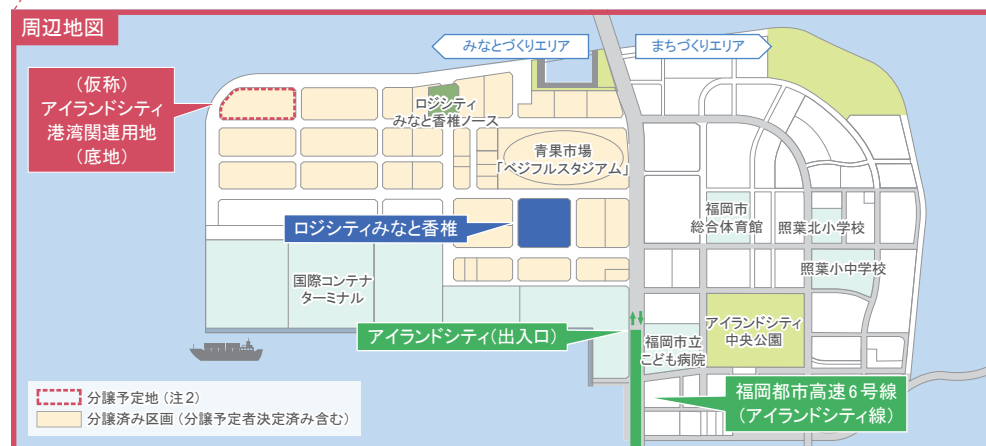 周辺地図
みなとづくりエリア
まちづくりエリア
(仮称)
アイランドシティ
港湾関連用地
(底地)
ロジシティ
みなと香椎ノース
青果市場
「ベジフルスタジアム」
ロジシティみなと香椎
福岡市
総合体育館
照葉北小学校
照葉小中学校
国際コンテナ
ターミナル
アイランドシティ(出入口)
福岡市立
こども病院
アイランドシティ
中央公園
福岡都市高速6号線
(アイランドシティ線)
分譲予定地(注2)
分譲済み区画(分譲予定者決定済み含む)